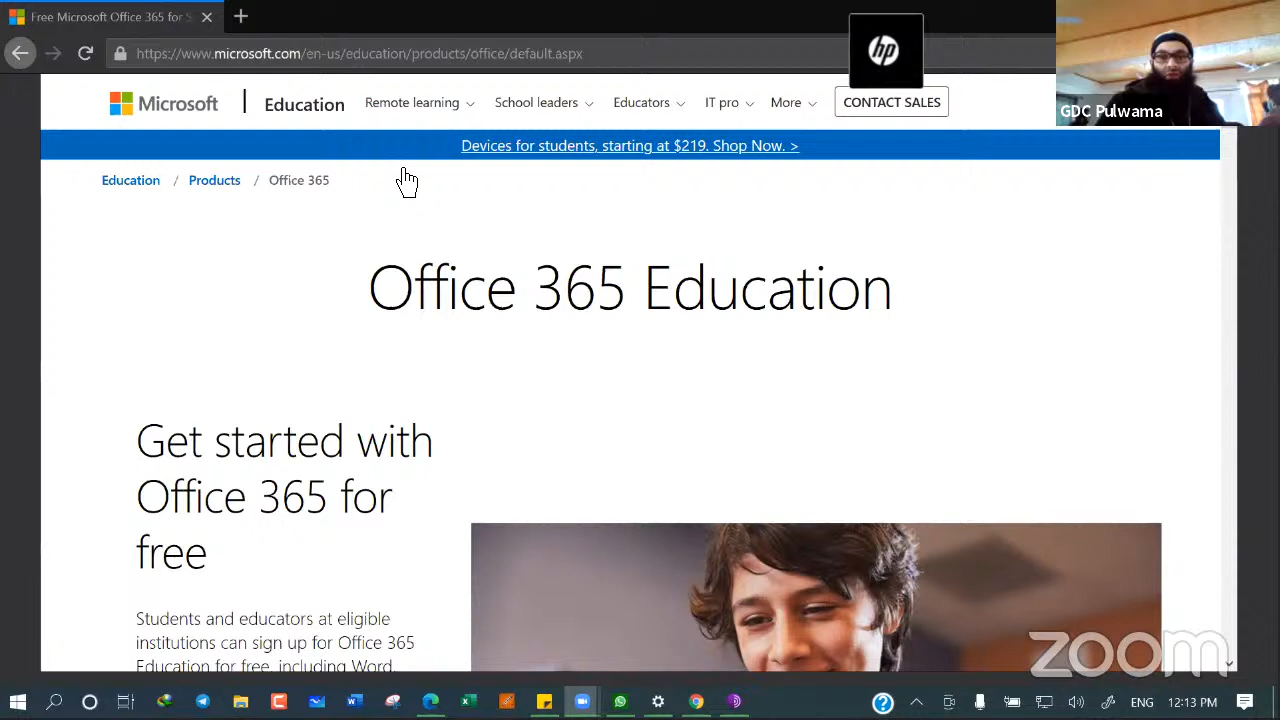 Free Microsoft Office 365 for S
https://www.microsoft.com/en-us/education/products/office/default.aspx
hp
GDC Pulwama
Microsoft Education Remote learning School leaders Educators IT pro More CONTACT SALES
Devices for students, starting at $219. Shop Now. >
Education / Products / Office 365
Office 365 Education
Get started with
Office 365 for
free
Students and educators at eligible
institutions can sign up for Office 365
Education for free, including Word,
zoom
ENG 12:13 PM